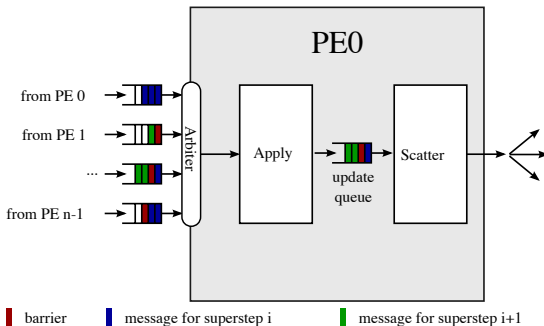 PE0
from PE 0
from PE 1
...
from PE n-1
Arbiter
Apply
update
queue
Scatter
barrier
message for superstep i
message for superstep i+1